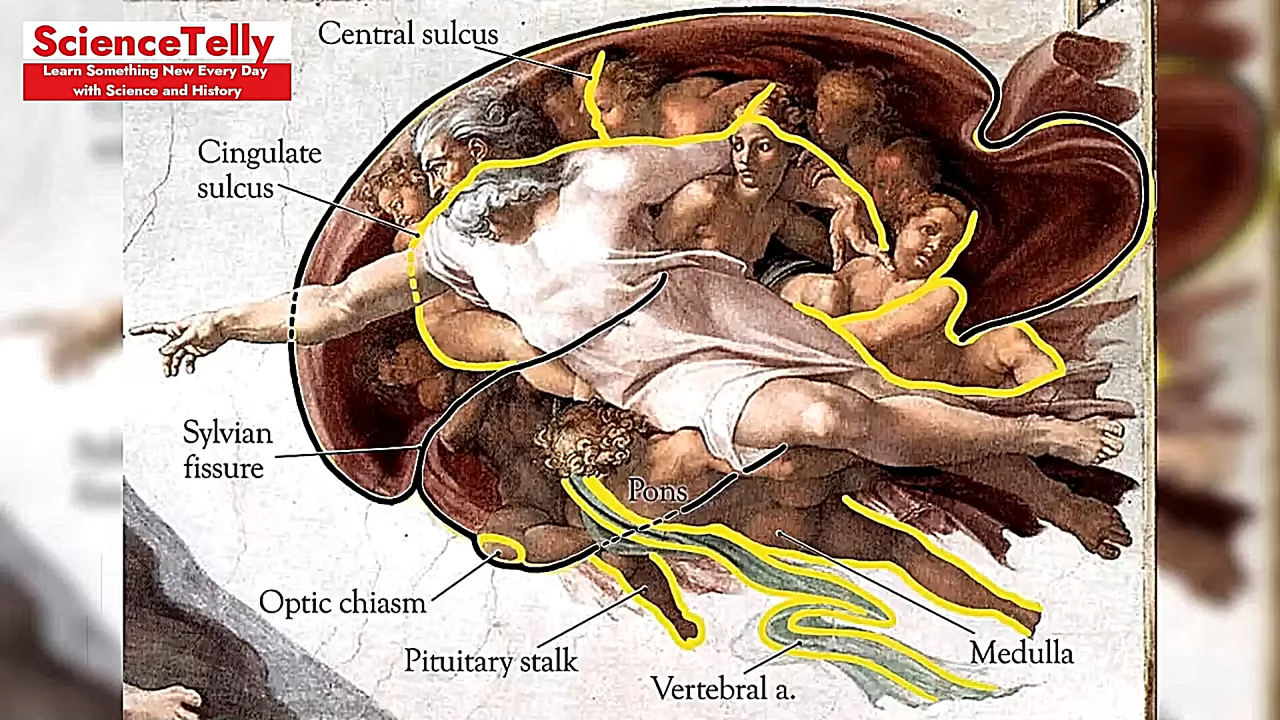 ScienceTelly
Learn Something New Every Day
with Science and History
Central sulcus
Cingulate
sulcus
Sylvian
fissure
Pons
Optic chiasm
Pituitary stalk
Medulla
Vertebral a.